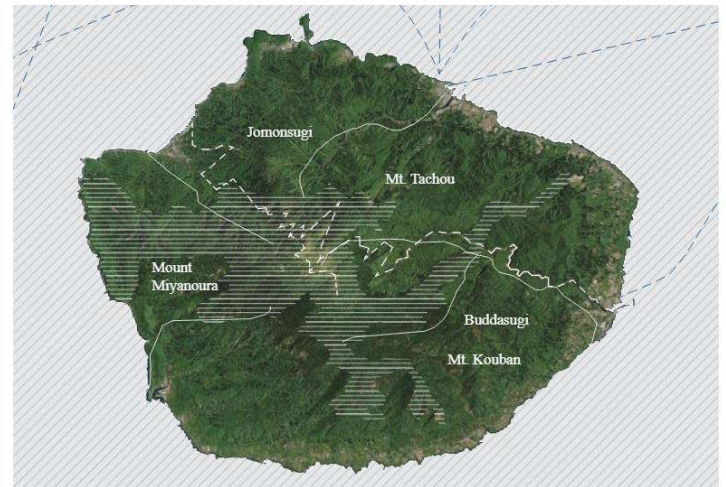 Jomonsugi
Mt. Tachou
Mount
Miyanoura
Buddasugi
Mt. Kouban